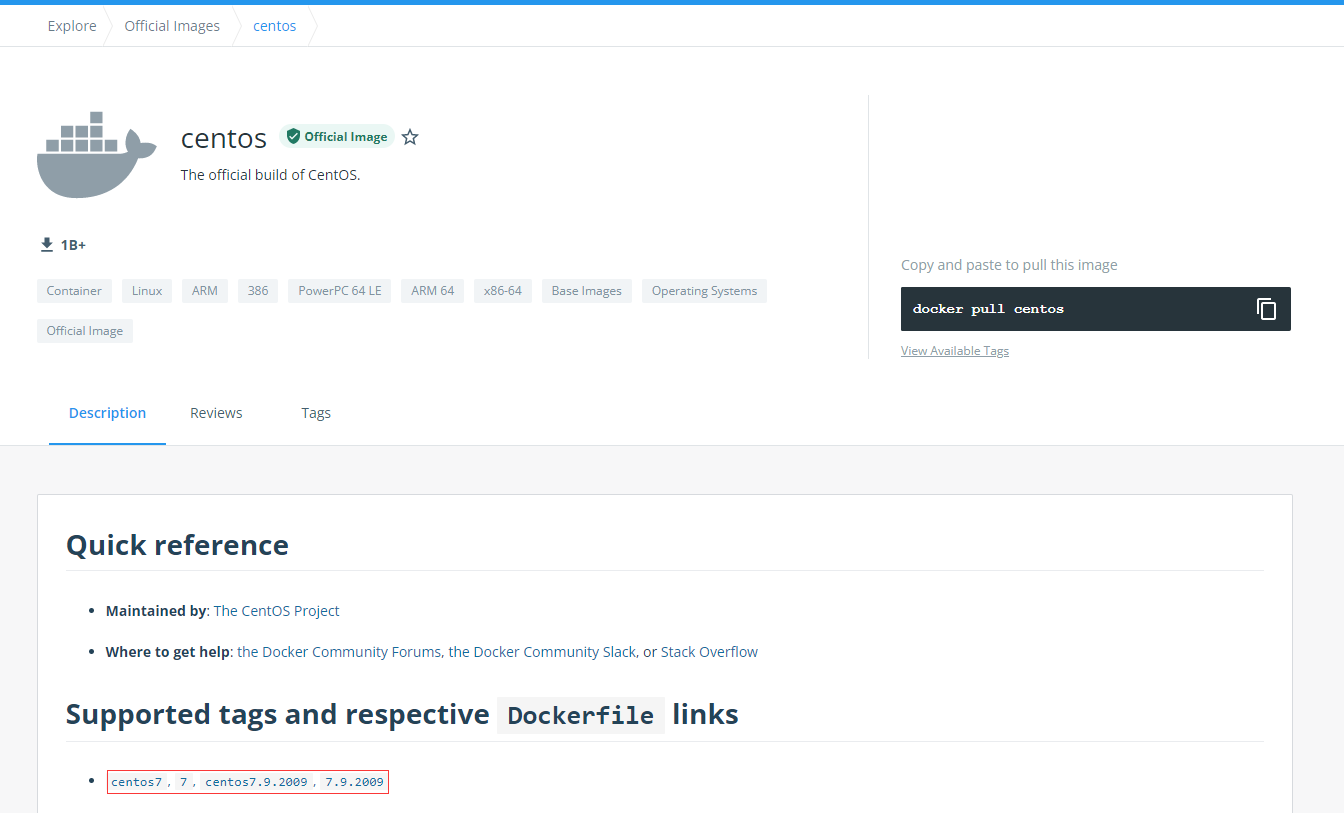 Explore Official Images centos
centos Official Image
The official build of CentOS.
1B+
Container Linux ARM 386 PowerPC 64 LE ARM 64 x86-64 Base Images Operating Systems
Official Image
Copy and paste to pull this image
docker pull centos
View Available Tags
Description Reviews Tags
Quick reference
• Maintained by: The CentOS Project
• Where to get help: the Docker Community Forums, the Docker Community Slack, or Stack Overflow
Supported tags and respective Dockerfile links
• centos7, 7, centos7.9.2009, 7.9.2009